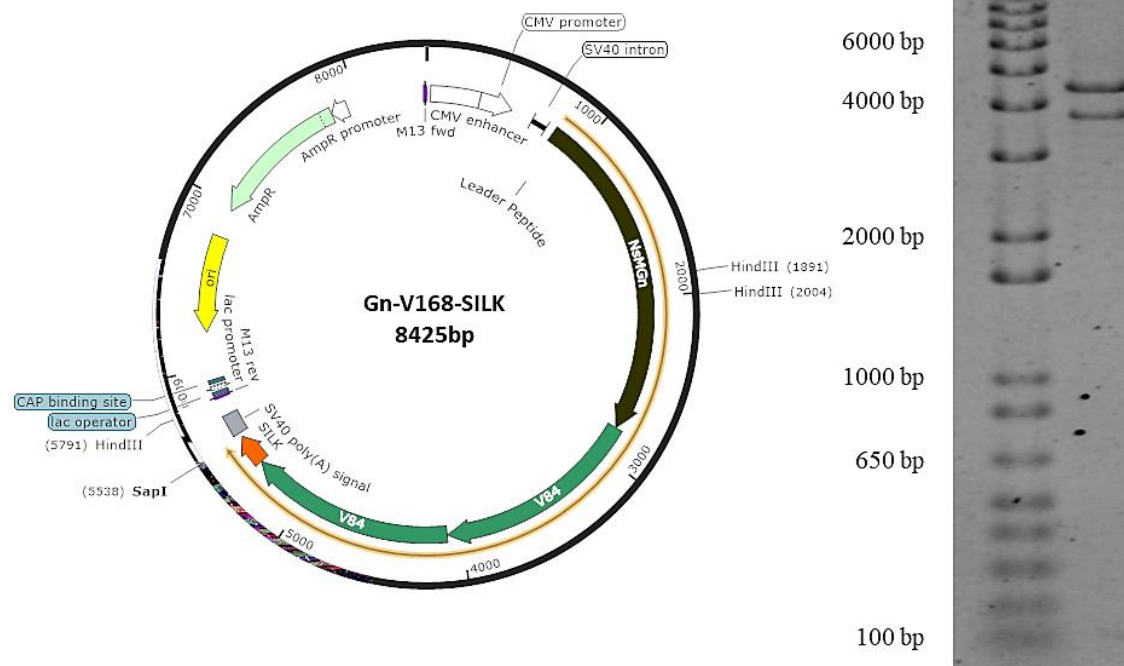 CMV promoter
SV40 intron
8000
1000
AmpR promoter
M13 fwd
CMV enhancer
Leader Peptide
7000
AmpR
NsMGn
2000
HindIII (1891)
HindIII (2004)
ori
Gn-V168-SILK
8425bp
lac promoter
M13 rev
CAP binding site
lac operator
(5791) HindIII
SV40 poly(A) signal
SILK
(5538) SapI
3000
V84
V84
5000
4000
6000 bp
4000 bp
2000 bp
1000 bp
650 bp
100 bp